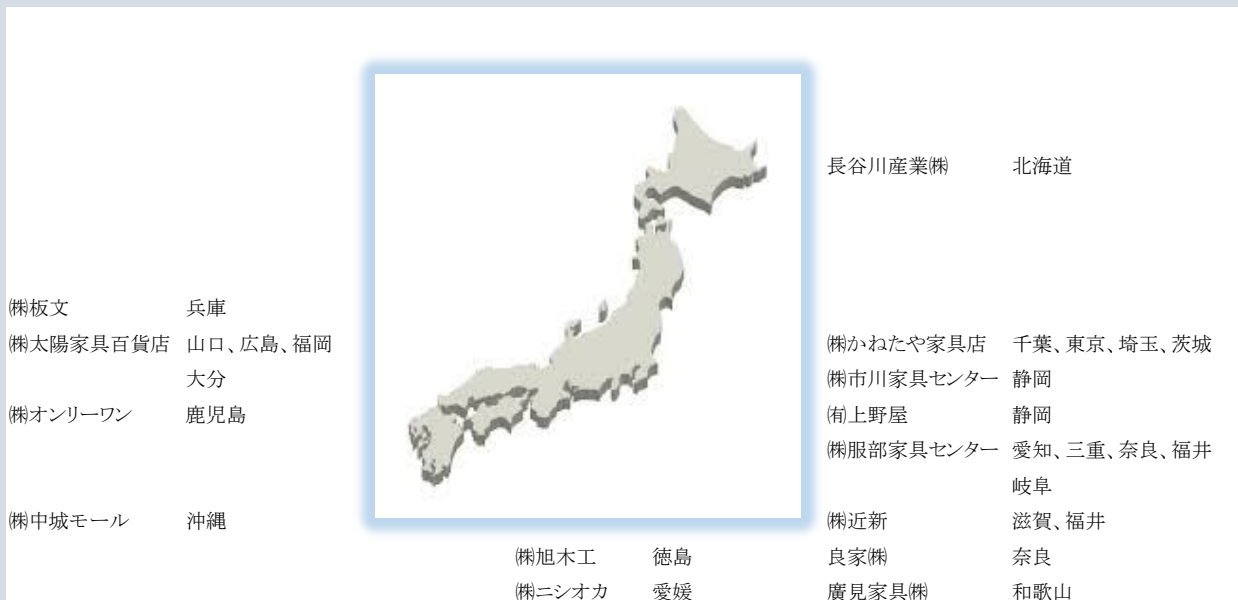 長谷川産業㈱ 北海道
㈱板文 兵庫
㈱太陽家具百貨店 山口、広島、福岡
大分
㈱オンリーワン 鹿児島
㈱中城モール 沖縄
㈱かねたや家具店 千葉、東京、埼玉、茨城
㈱市川家具センター 静岡
㈲上野屋 静岡
㈱服部家具センター 愛知、三重、奈良、福井
岐阜
㈱近新 滋賀、福井
良家㈱ 奈良
廣見家具㈱ 和歌山
㈱旭木工 徳島
㈱ニシオカ 愛媛